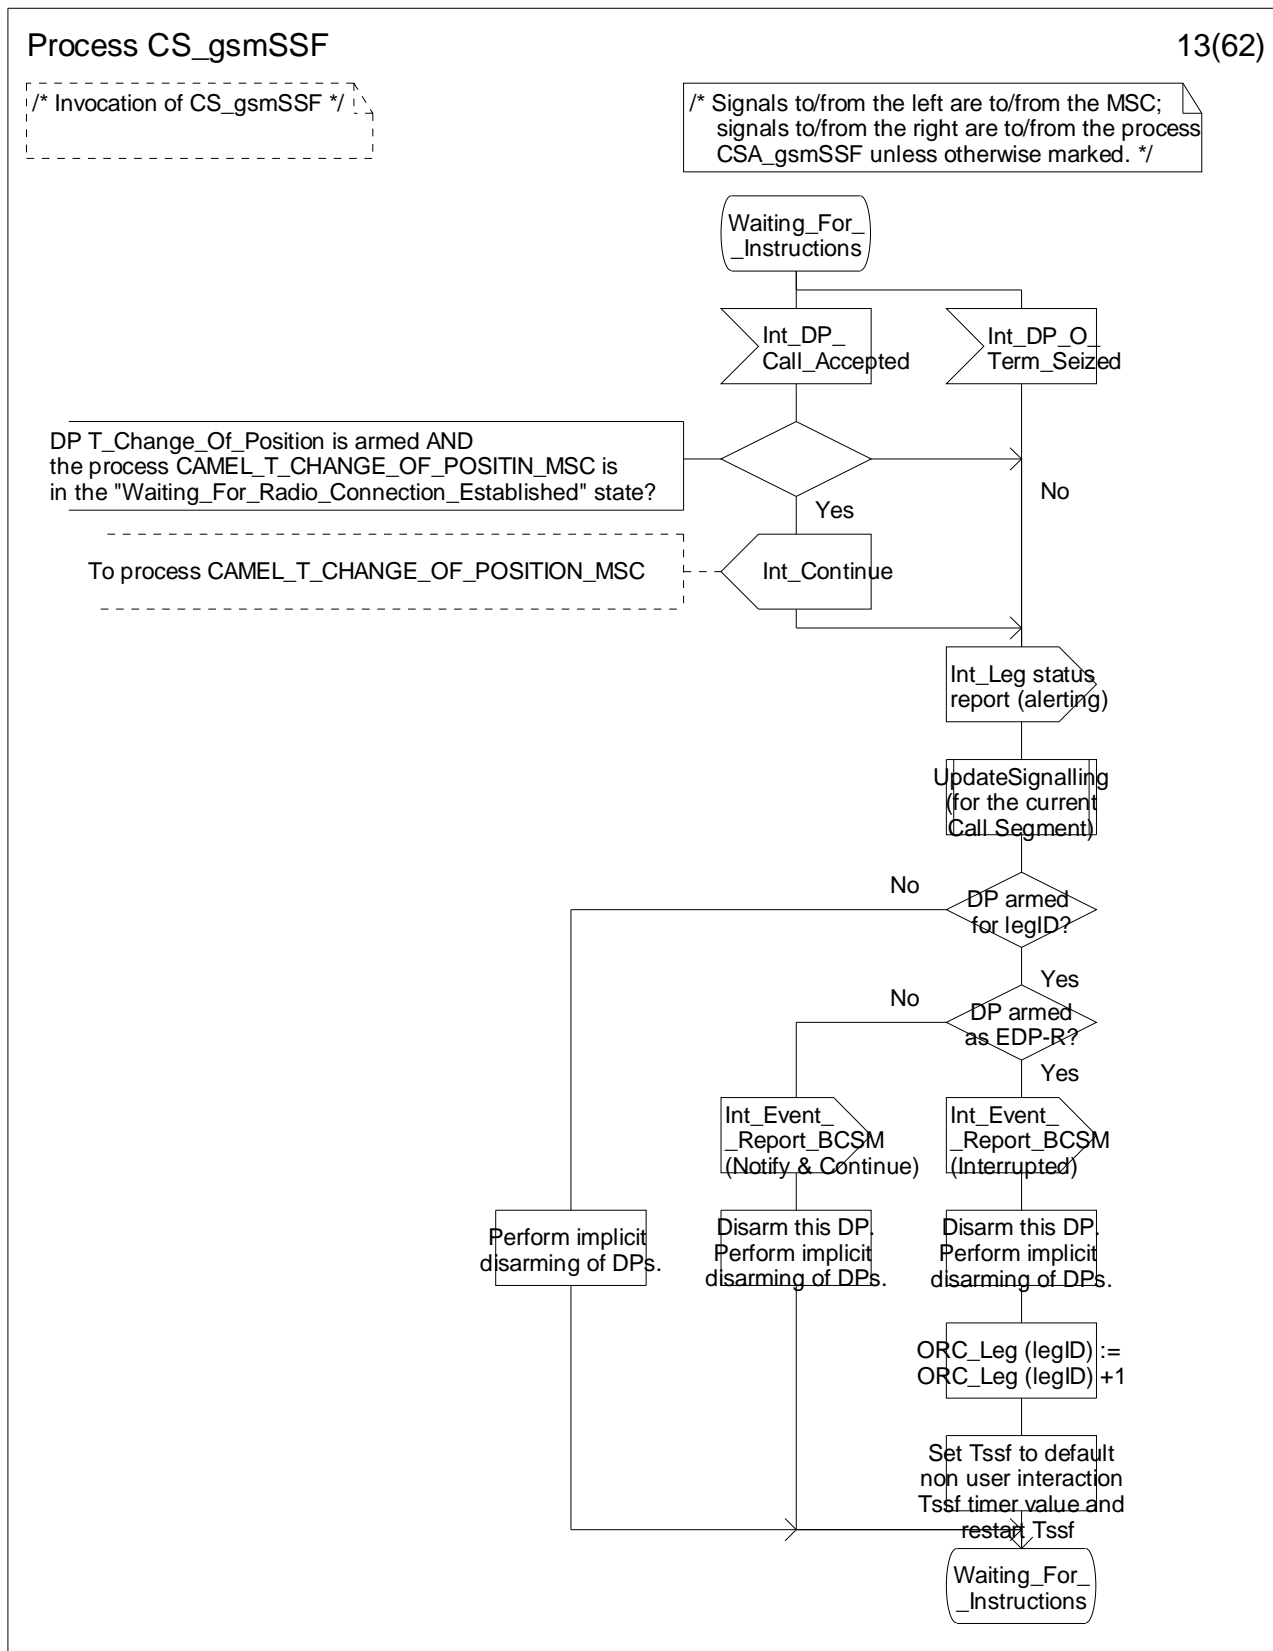 Process CS_gsmSSF
13(62)
/* Invocation of CS_gsmSSF */
/* Signals to/from the left are to/from the MSC;
signals to/from the right are to/from the process
CSA_gsmSSF unless otherwise marked. */
Waiting_For_
_Instructions
Int_DP_
Call_Accepted
Int_DP_O_
Term_Seized
DP T_Change_Of_Position is armed AND
the process CAMEL_T_CHANGE_OF_POSITIN_MSC is
in the "Waiting_For_Radio_Connection_Established" state?
No
Yes
To process CAMEL_T_CHANGE_OF_POSITION_MSC
Int_Continue
Int_Leg status
report (alerting)
UpdateSignalling
(for the current
Call Segment)
No
DP armed
for legID?
Yes
No
DP armed
as EDP-R?
Yes
Int_Event_
_Report_BCSM
(Notify & Continue)
Int_Event_
_Report_BCSM
(Interrupted)
Perform implicit
disarming of DPs.
Disarm this DP.
Perform implicit
disarming of DPs.
Disarm this DP.
Perform implicit
disarming of DPs.
ORC_Leg (legID) :=
ORC_Leg (legID) +1
Set Tssf to default
non user interaction
Tssf timer value and
restart Tssf
Waiting_For_
_Instructions